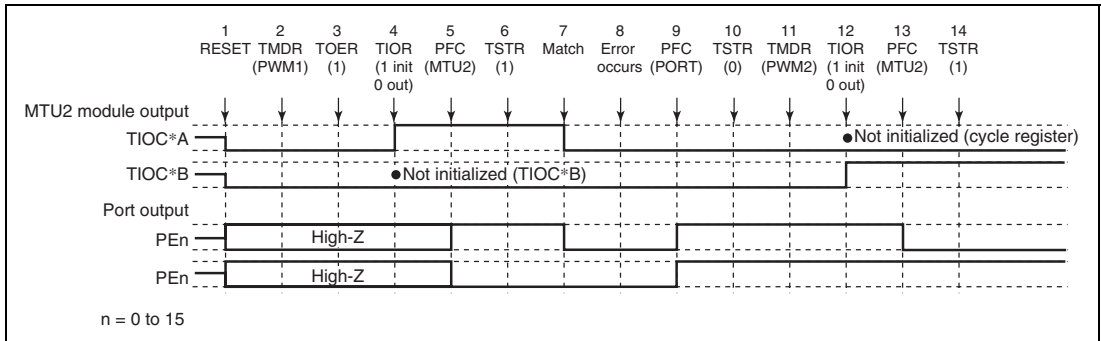 1 2 3 4 5 6 7 8 9 10 11 12 13 14
RESET TMDR TOER TIOR PFC TSTR Match Error PFC TSTR TMDR TIOR PFC TSTR
(PWM1) (1) (1 init (MTU2) (1) occurs (PORT) (0) (PWM2) (1 init (MTU2) (1)
0 out) 0 out)
MTU2 module output
TIOC*A ●Not initialized (cycle register)
TIOC*B ●Not initialized (TIOC*B)
Port output
PEn High-Z
PEn High-Z
n = 0 to 15